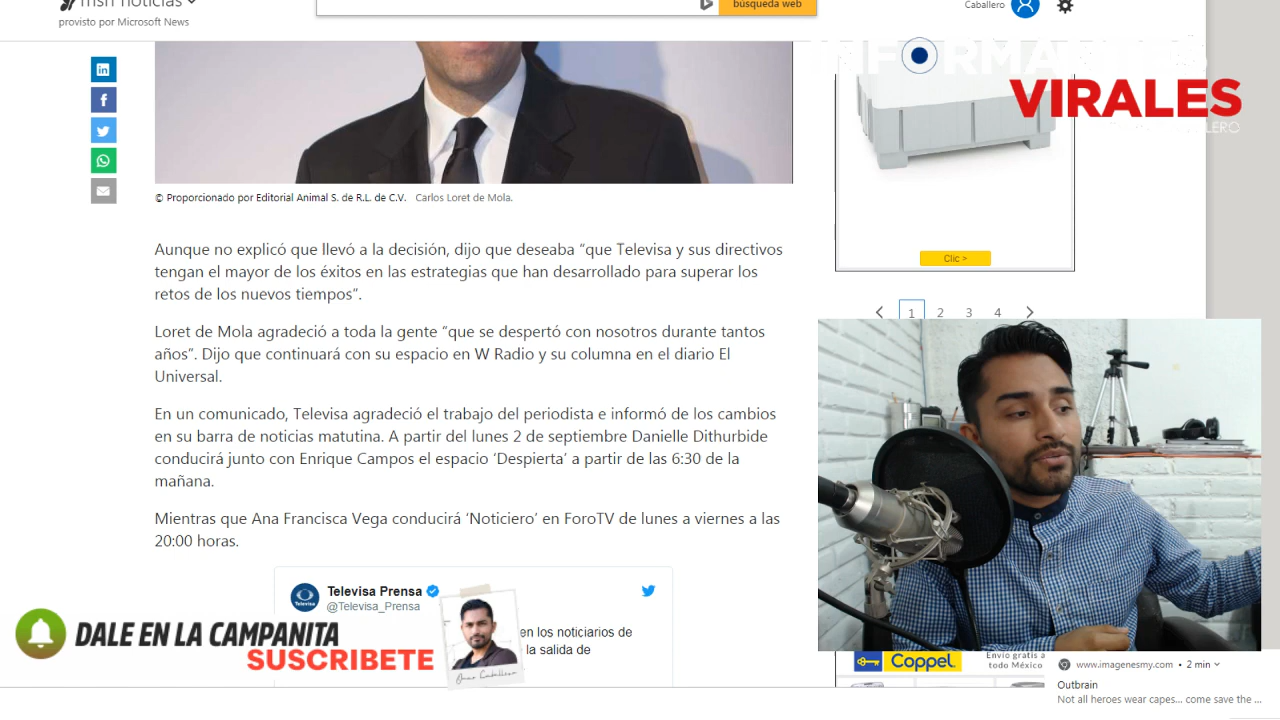 msn noticias
provisto por Microsoft News
búsqueda web
Caballero
VIRALES
© Proporcionado por Editorial Animal S. de R.L. de C.V. Carlos Loret de Mola.
Aunque no explicó que llevó a la decisión, dijo que deseaba “que Televisa y sus directivos
tengan el mayor de los éxitos en las estrategias que han desarrollado para superar los
retos de los nuevos tiempos”.
Loret de Mola agradeció a toda la gente “que se despertó con nosotros durante tantos
años”. Dijo que continuará con su espacio en W Radio y su columna en el diario El
Universal.
En un comunicado, Televisa agradeció el trabajo del periodista e informó de los cambios
en su barra de noticias matutina. A partir del lunes 2 de septiembre Danielle Dithurbide
conducirá junto con Enrique Campos el espacio ‘Despierta’ a partir de las 6:30 de la
mañana.
Mientras que Ana Francisca Vega conducirá ‘Noticiero’ en ForoTV de lunes a viernes a las
20:00 horas.
Clic >
1 2 3 4
Televisa Prensa
@Televisa_Prensa
en los noticiarios de
la salida de
DALE EN LA CAMPANITA
SUSCRIBETE
Coppel
Envío gratis a
todo México
www.imagenesmy.com • 2 min
Outbrain
Not all heroes wear capes... come save the ...